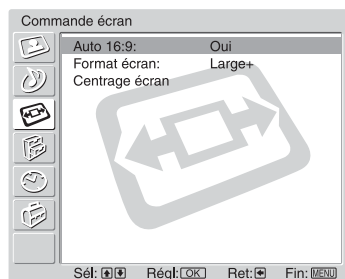 Commande écran
Auto 16:9: Oui
Format écran: Large+
Centrage écran
Sél: Régl: OK Ret: Fin: MENU